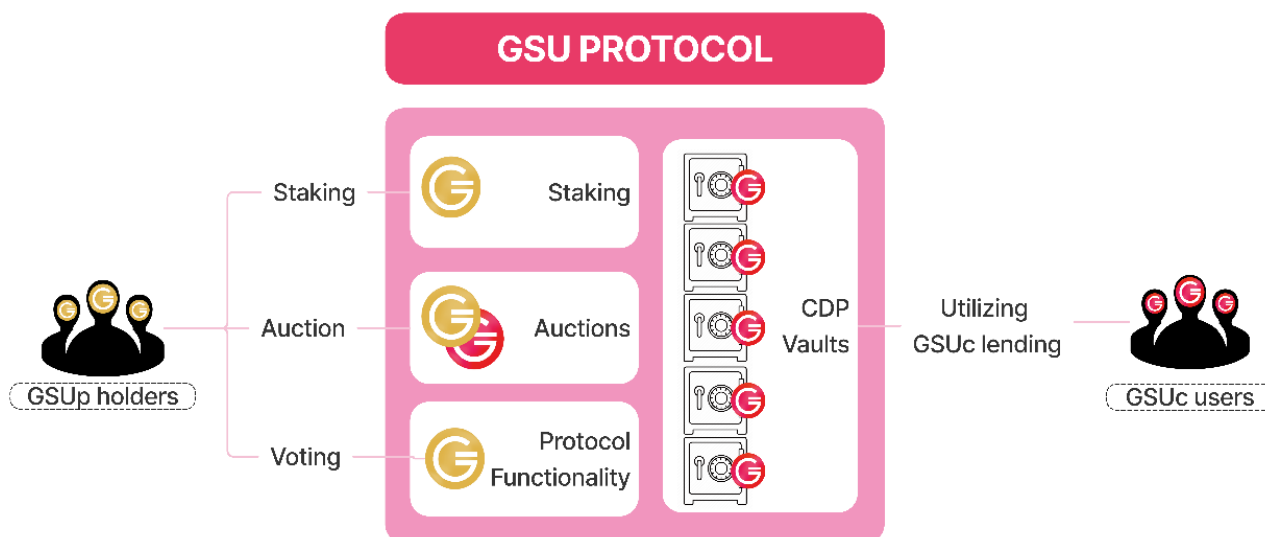 GSU PROTOCOL
Staking
Staking
Auction
Auctions
Voting
Protocol
Functionality
GSUp holders
CDP
Vaults
Utilizing
GSUc lending
GSUc users